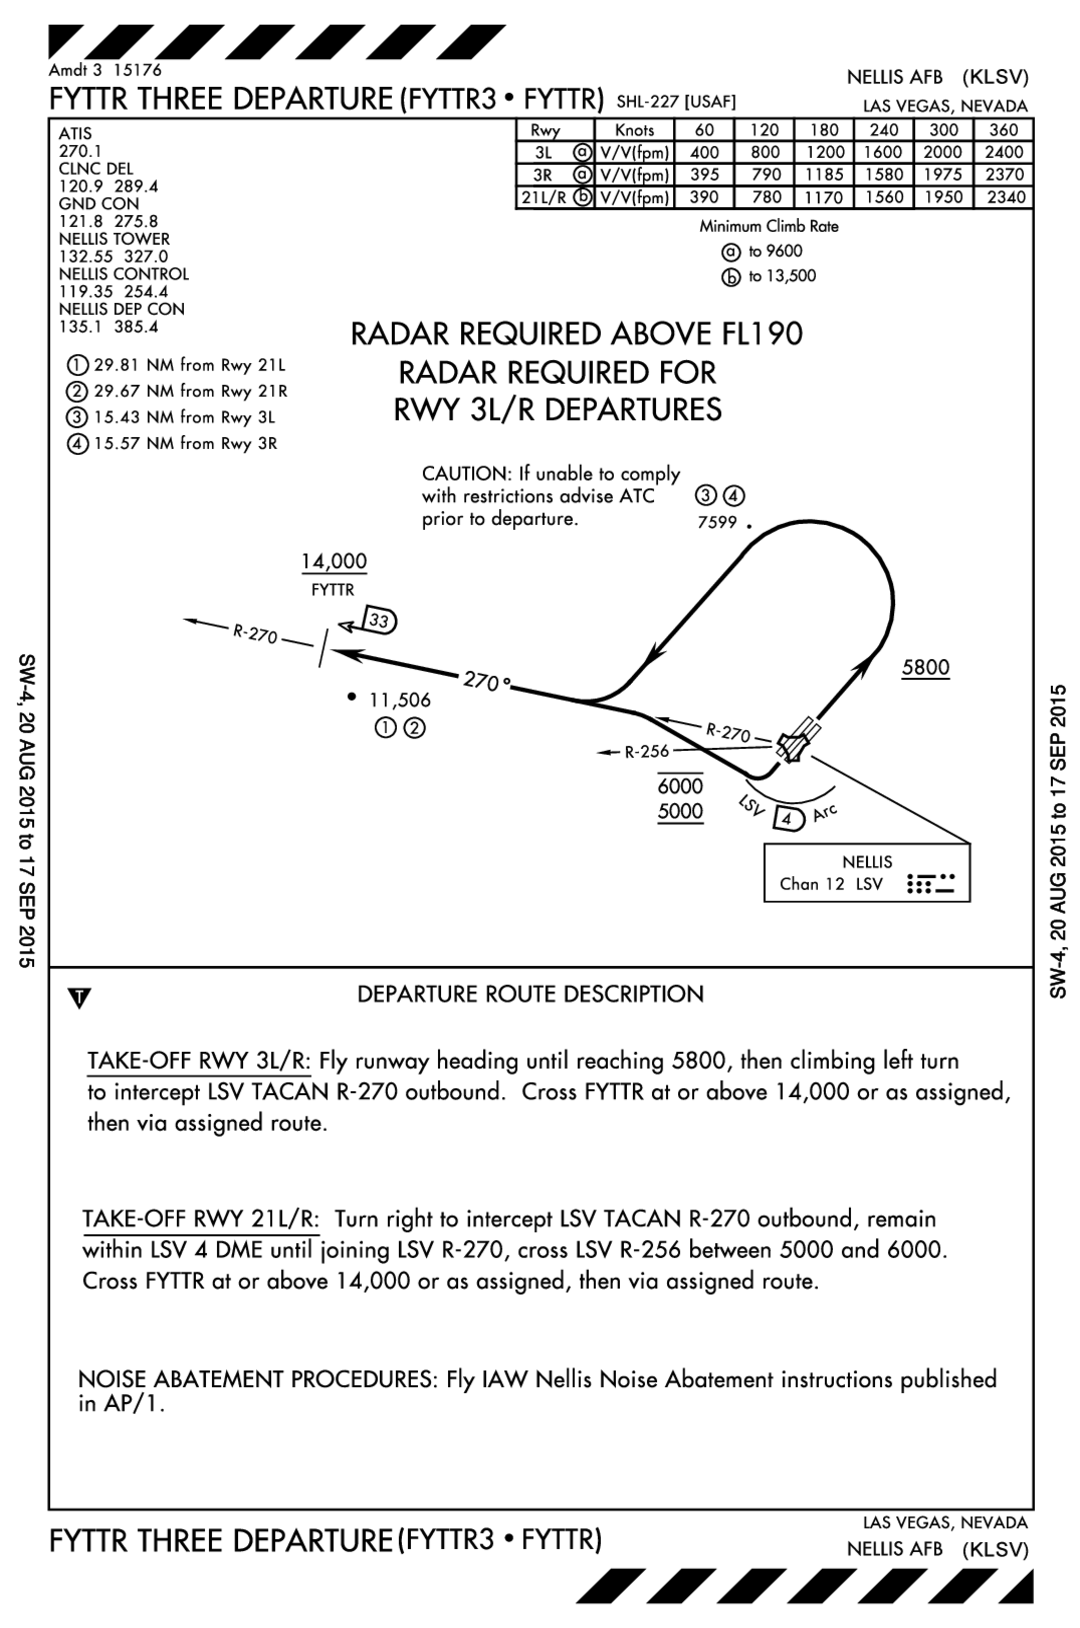 Amdt 3 15176
NELLIS AFB (KLSV)
FYTTR THREE DEPARTURE (FYTTR3 • FYTTR) SHL-227 [USAF]
LAS VEGAS, NEVADA
ATIS
270.1
CLNC DEL
120.9 289.4
GND CON
121.8 275.8
NELLIS TOWER
132.55 327.0
NELLIS CONTROL
119.35 254.4
NELLIS DEP CON
135.1 385.4
Rwy Knots 60 120 180 240 300 360
3L ⓐ V/V(fpm) 400 800 1200 1600 2000 2400
3R ⓐ V/V(fpm) 395 790 1185 1580 1975 2370
21L/R ⓑ V/V(fpm) 390 780 1170 1560 1950 2340
Minimum Climb Rate
ⓐ to 9600
ⓑ to 13,500
① 29.81 NM from Rwy 21L
② 29.67 NM from Rwy 21R
③ 15.43 NM from Rwy 3L
④ 15.57 NM from Rwy 3R
RADAR REQUIRED ABOVE FL190
RADAR REQUIRED FOR
RWY 3L/R DEPARTURES
CAUTION: If unable to comply
with restrictions advise ATC
prior to departure.
③ ④
7599
14,000
FYTTR
33
R-270
270°
5800
11,506
① ②
R-270
R-256
6000
5000
LSV 4 Arc
NELLIS
Chan 12 LSV
SW-4, 20 AUG 2015 to 17 SEP 2015
SW-4, 20 AUG 2015 to 17 SEP 2015
T
DEPARTURE ROUTE DESCRIPTION
TAKE-OFF RWY 3L/R: Fly runway heading until reaching 5800, then climbing left turn
to intercept LSV TACAN R-270 outbound. Cross FYTTR at or above 14,000 or as assigned,
then via assigned route.
TAKE-OFF RWY 21L/R: Turn right to intercept LSV TACAN R-270 outbound, remain
within LSV 4 DME until joining LSV R-270, cross LSV R-256 between 5000 and 6000.
Cross FYTTR at or above 14,000 or as assigned, then via assigned route.
NOISE ABATEMENT PROCEDURES: Fly IAW Nellis Noise Abatement instructions published
in AP/1.
FYTTR THREE DEPARTURE (FYTTR3 • FYTTR)
LAS VEGAS, NEVADA
NELLIS AFB (KLSV)